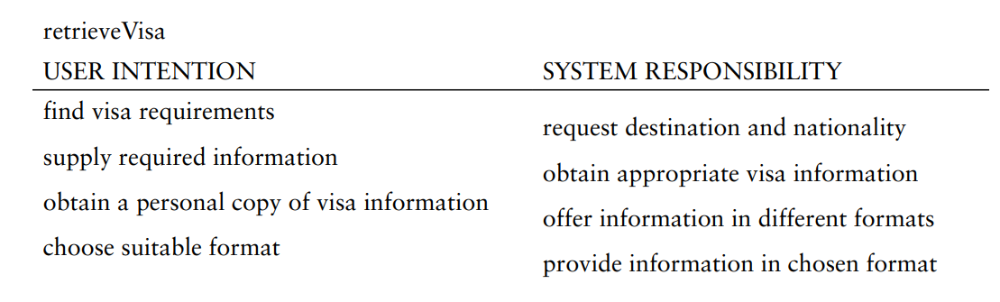 retrieveVisa
USER INTENTION
SYSTEM RESPONSIBILITY
find visa requirements
request destination and nationality
supply required information
obtain appropriate visa information
obtain a personal copy of visa information
offer information in different formats
choose suitable format
provide information in chosen format